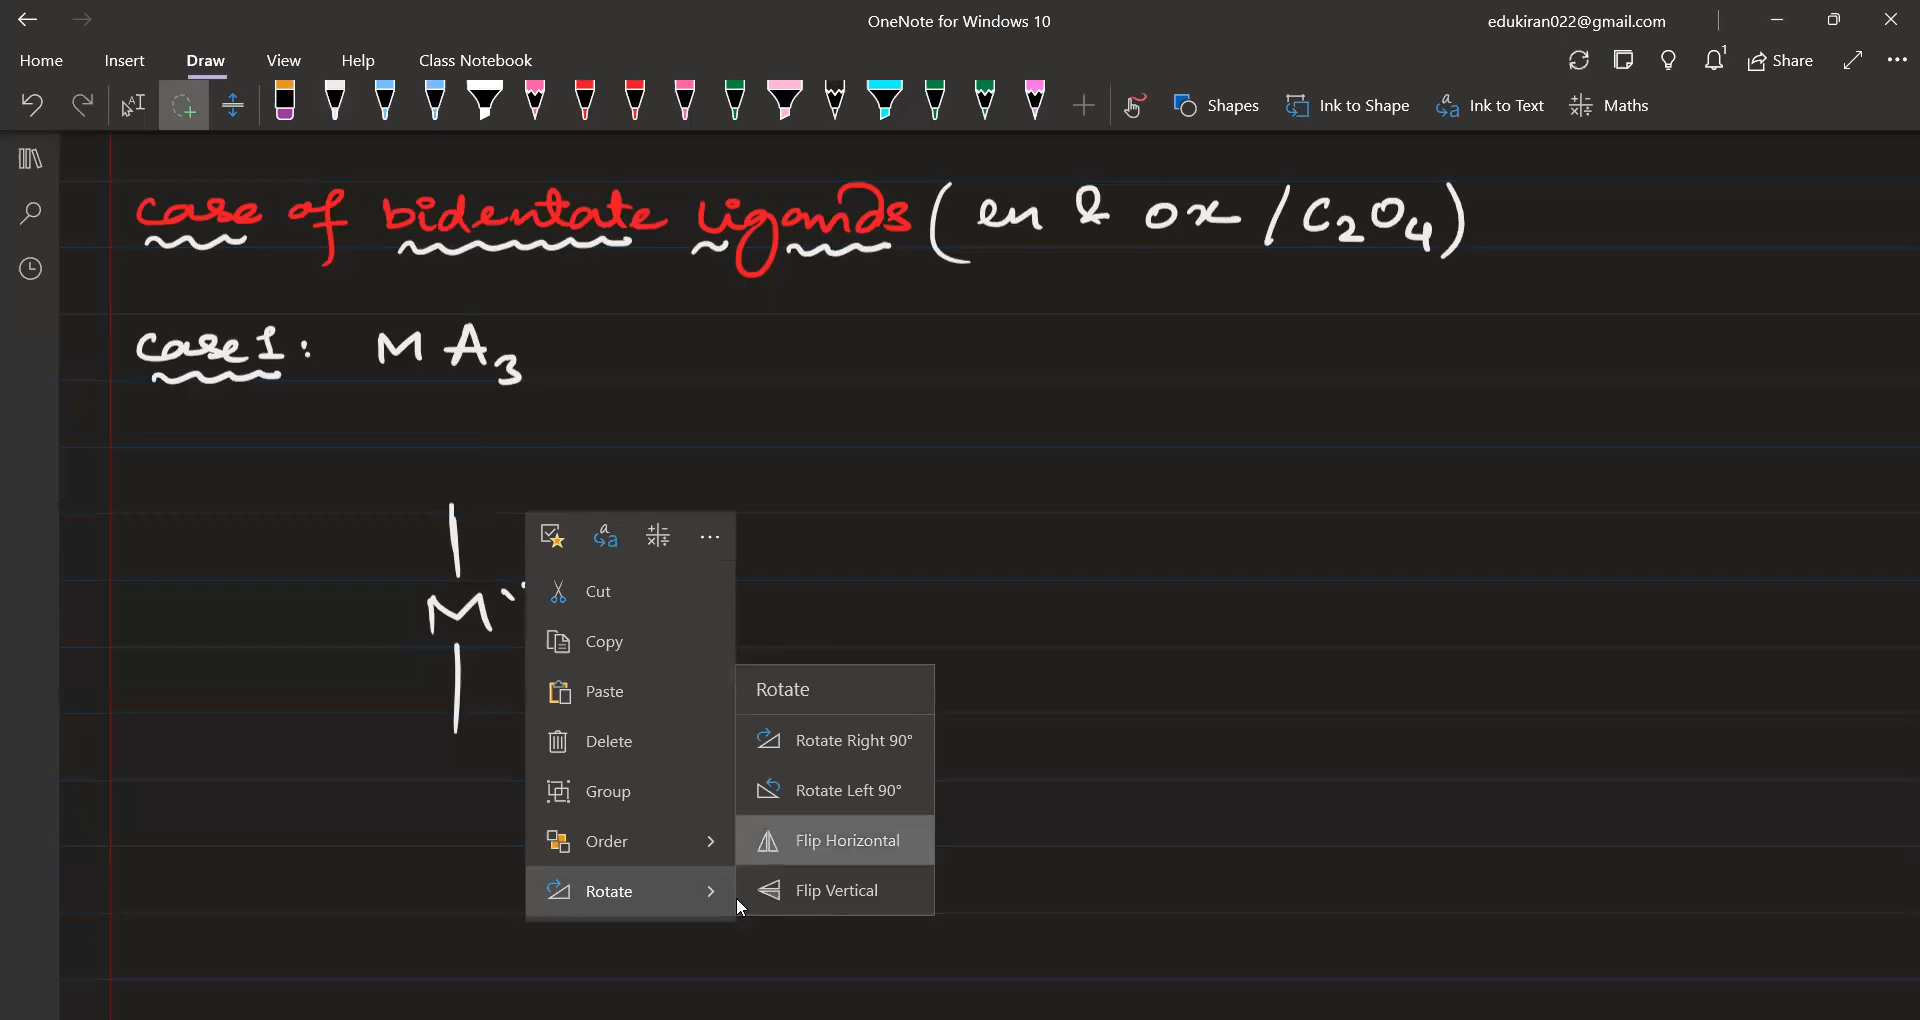 OneNote for Windows 10
edukiran022@gmail.com
Home Insert Draw View Help Class Notebook
1 Share
Shapes Ink to Shape Ink to Text Maths
case of bidentate ligands (en & ox / C₂O₄)
case 1: MA₃
M
Cut
Copy
Paste
Delete
Group
Order
Rotate
Rotate
Rotate Right 90°
Rotate Left 90°
Flip Horizontal
Flip Vertical